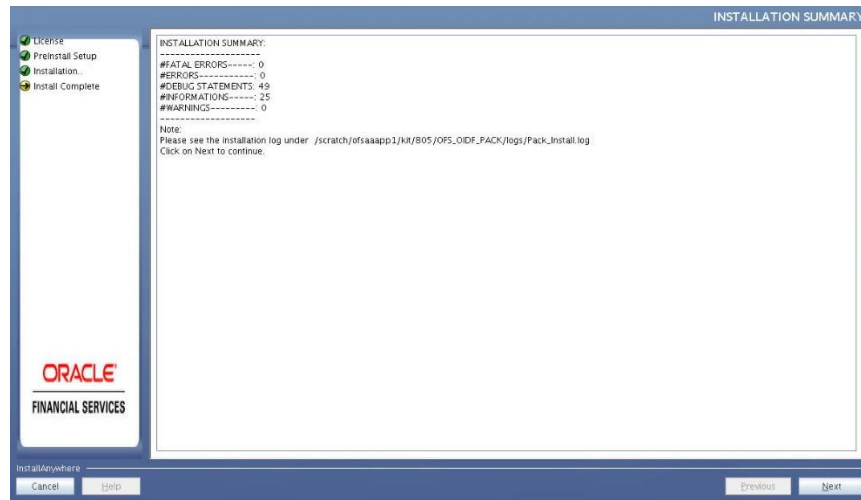 INSTALLATION SUMMARY
License
Preinstall Setup
Installation..
Install Complete
INSTALLATION SUMMARY:
--------------------
#FATAL ERRORS-----: 0
#ERRORS-----------: 0
#DEBUG STATEMENTS: 49
#INFORMATIONS-----: 25
#WARNINGS---------: 0
-------------------
Note:
Please see the installation log under /scratch/ofsaaapp1/kit/805/OFS_OIDF_PACK/logs/Pack_Install.log
Click on Next to continue.
ORACLE
FINANCIAL SERVICES
InstallAnywhere
Cancel Help Previous Next